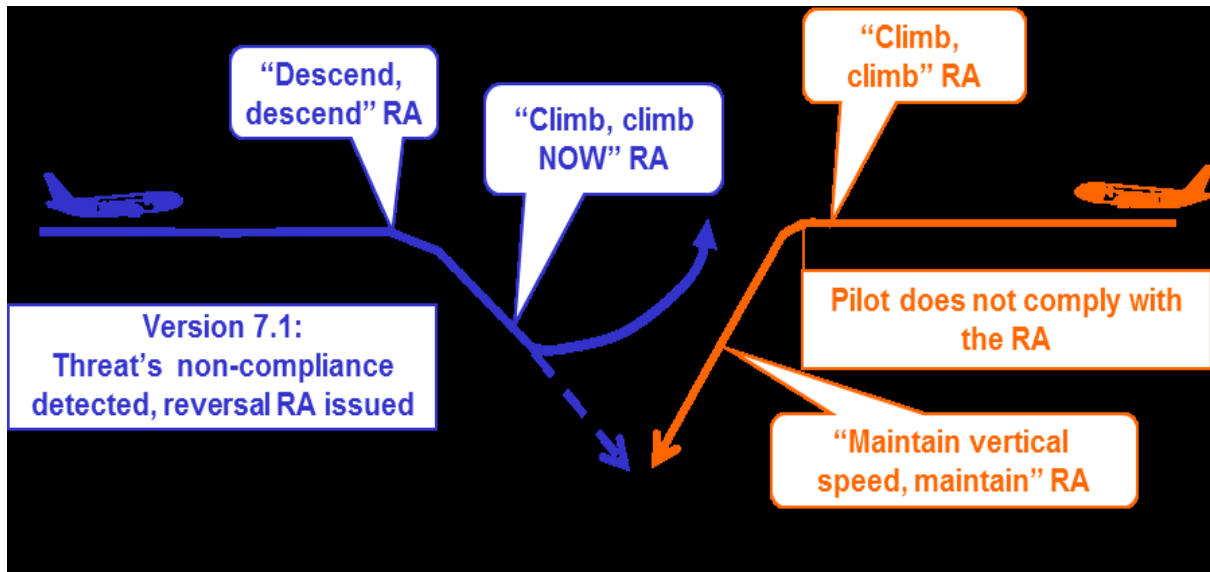 “Descend,
descend” RA
“Climb, climb
NOW” RA
“Climb,
climb” RA
Version 7.1:
Threat’s non-compliance
detected, reversal RA issued
Pilot does not comply with
the RA
“Maintain vertical
speed, maintain” RA